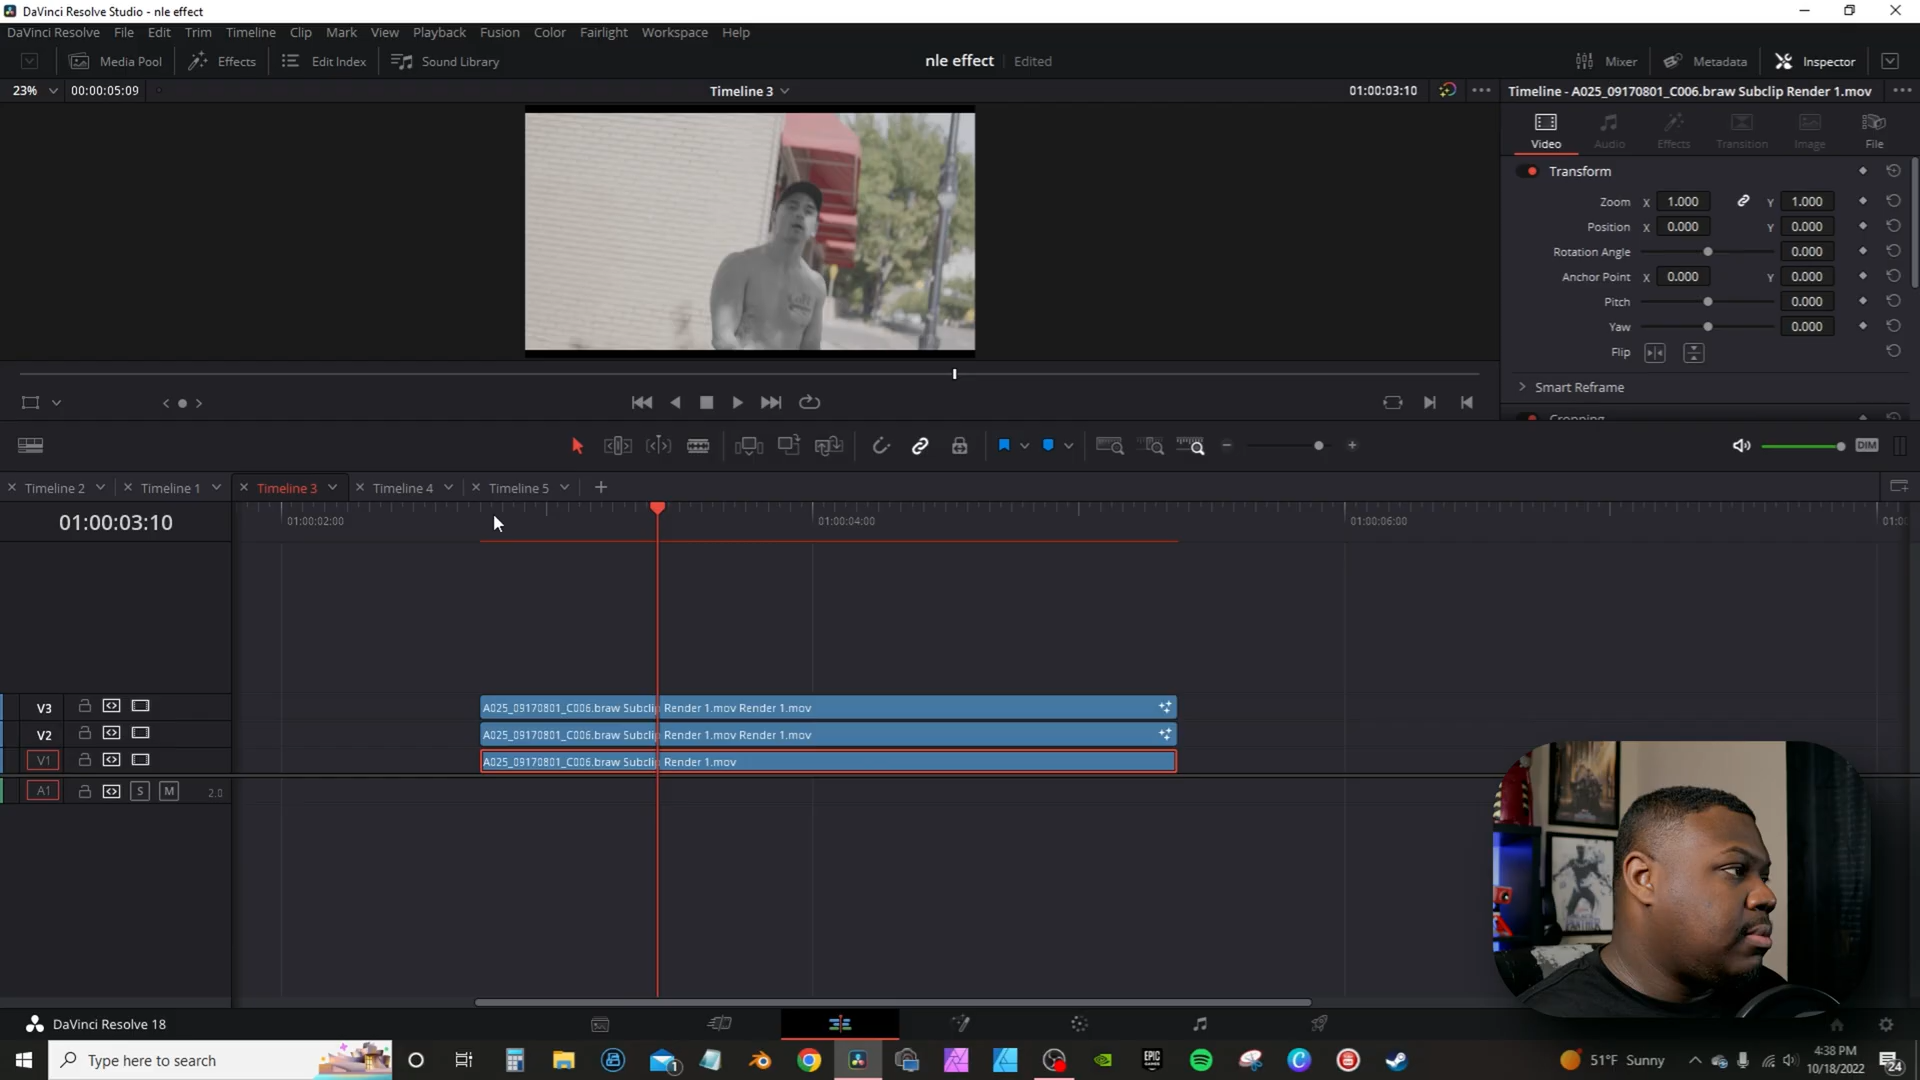 DaVinci Resolve Studio - nle effect
DaVinci Resolve File Edit Trim Timeline Clip Mark View Playback Fusion Color Fairlight Workspace Help
Media Pool Effects Edit Index Sound Library nle effect Edited Mixer Metadata Inspector
23% 00:00:05:09 Timeline 3 01:00:03:10 Timeline - A025_09170801_C006.braw Subclip Render 1.mov
Video Audio Effects Transition Image File
Transform
Zoom X 1.000 Y 1.000
Position X 0.000 Y 0.000
Rotation Angle 0.000
Anchor Point X 0.000 Y 0.000
Pitch 0.000
Yaw 0.000
Flip
Smart Reframe
Cropping
DIM
Timeline 2 Timeline 1 Timeline 3 Timeline 4 Timeline 5
01:00:03:10 01:00:02:00 01:00:04:00 01:00:06:00
V3 A025_09170801_C006.braw Subclip Render 1.mov Render 1.mov
V2 A025_09170801_C006.braw Subclip Render 1.mov Render 1.mov
V1 A025_09170801_C006.braw Subclip Render 1.mov
A1 S M 2.0
DaVinci Resolve 18
Type here to search 1 EPIC GAMES 51°F Sunny 4:38 PM
10/18/2022 24